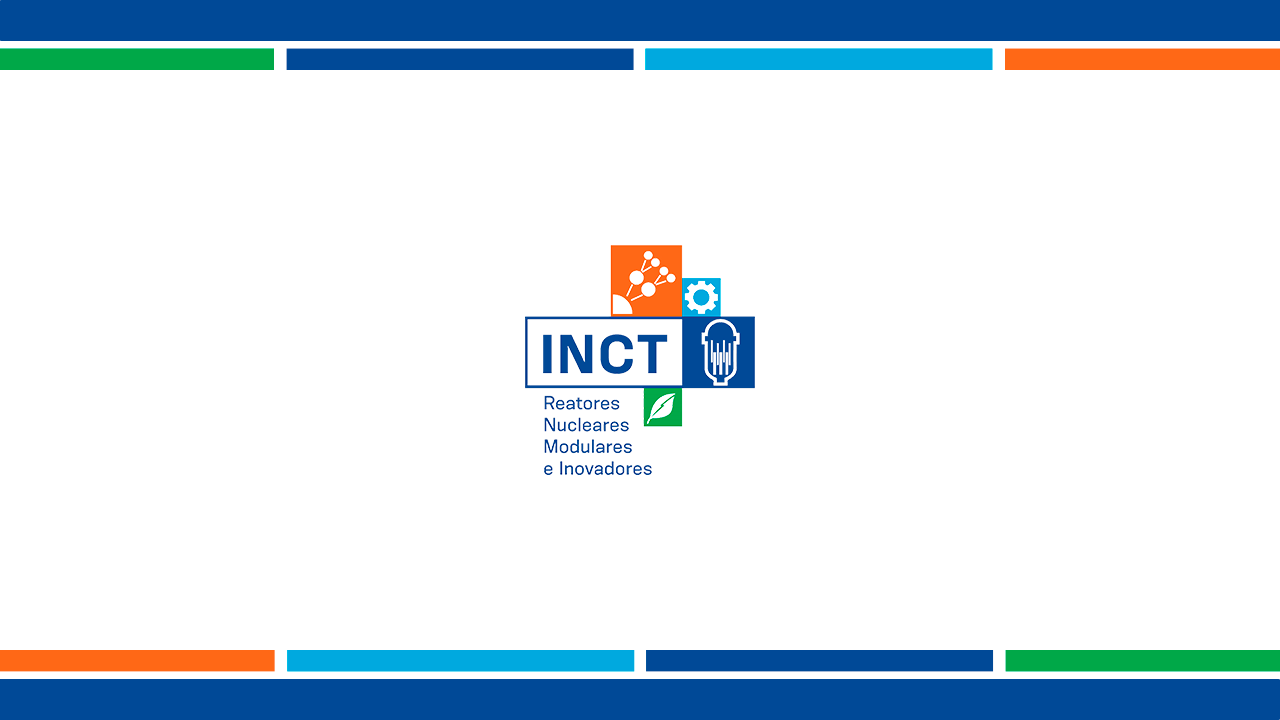 INCT
Reatores
Nucleares
Modulares
e Inovadores